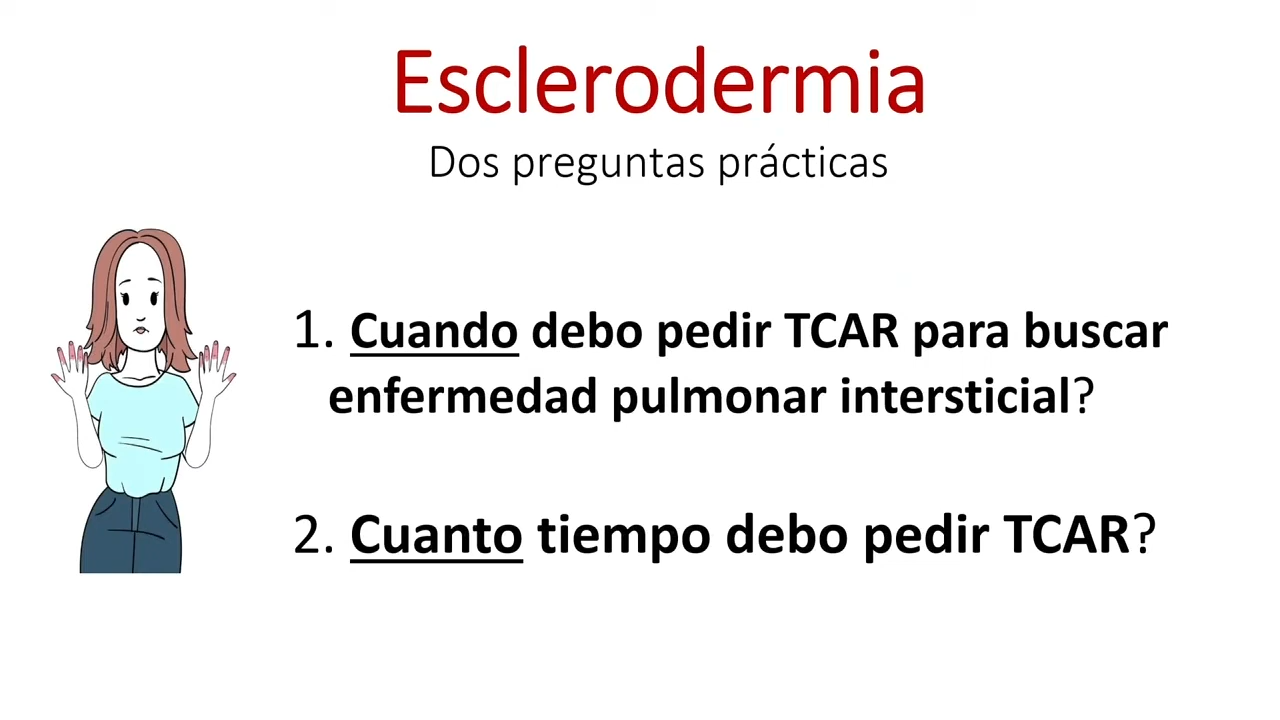 Esclerodermia
Dos preguntas prácticas
1. Cuando debo pedir TCAR para buscar
enfermedad pulmonar intersticial?
2. Cuanto tiempo debo pedir TCAR?